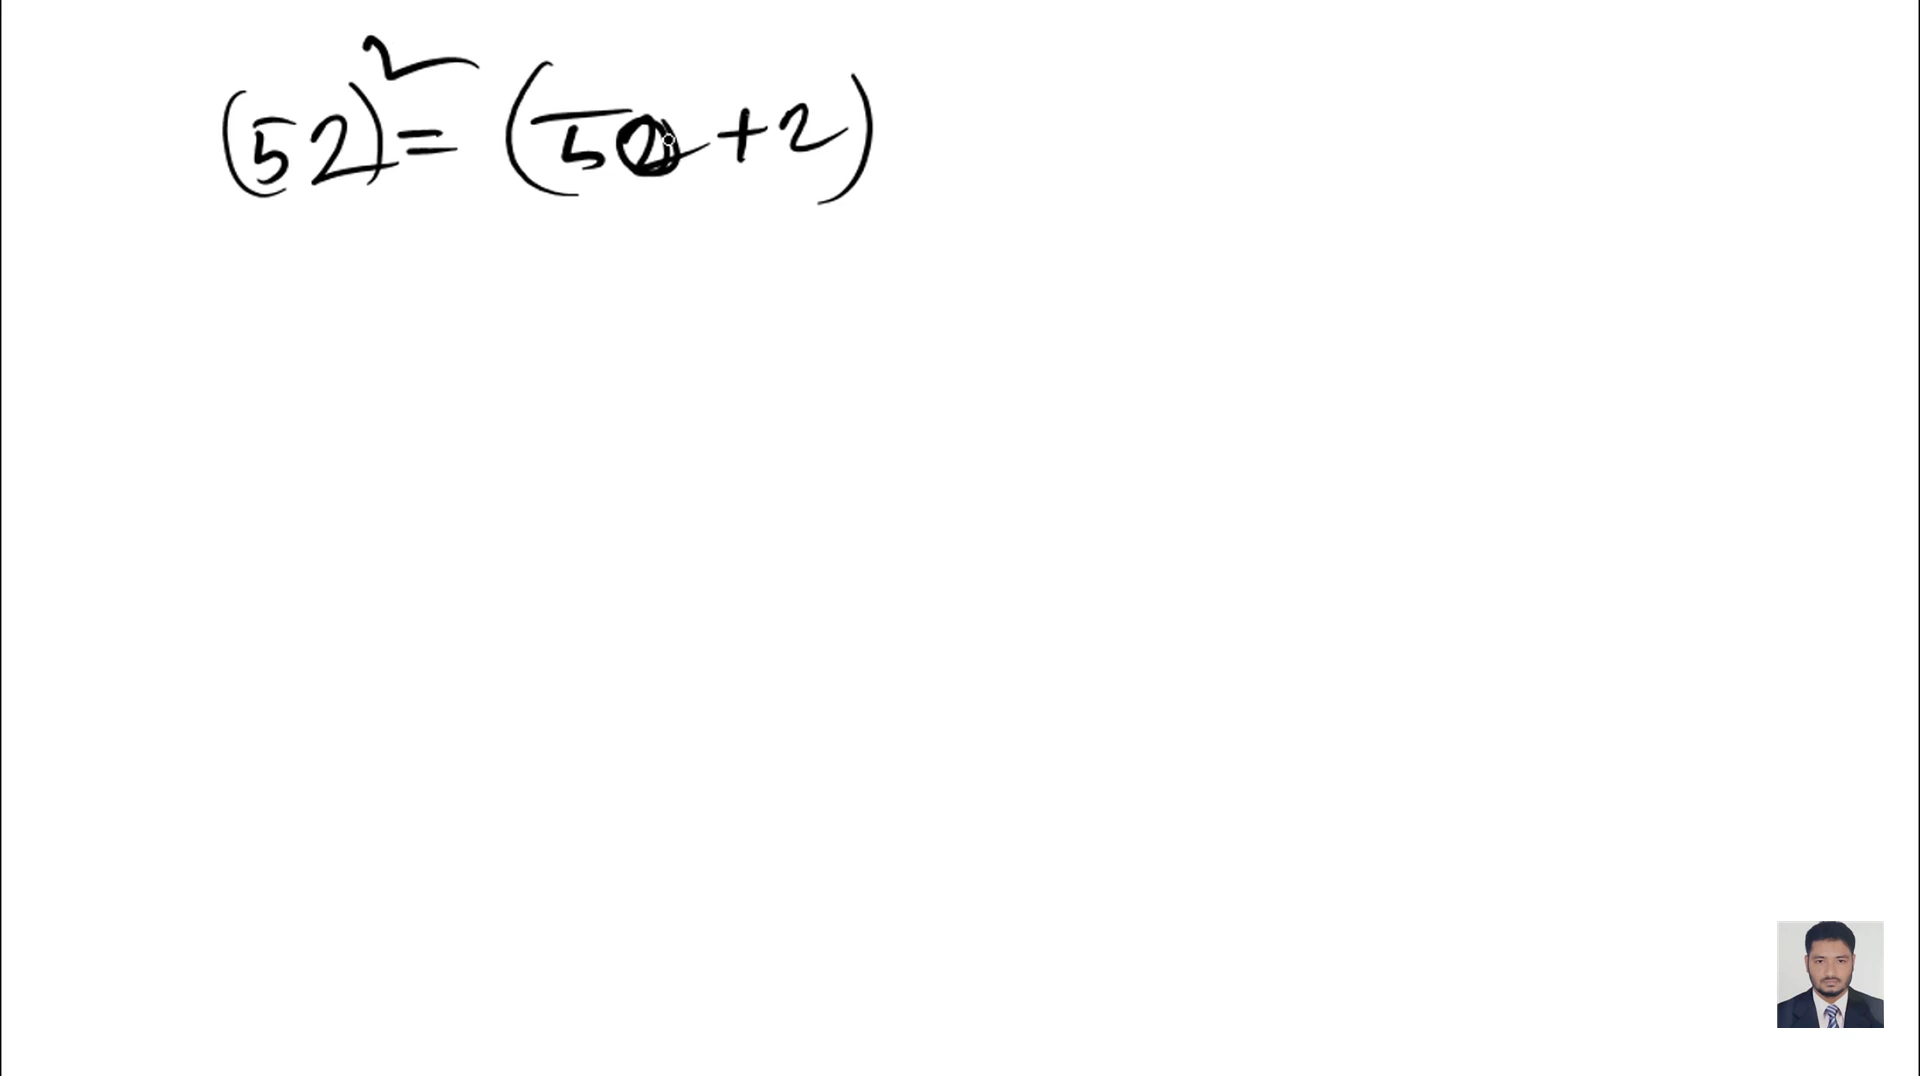 (52)² = (50 + 2)